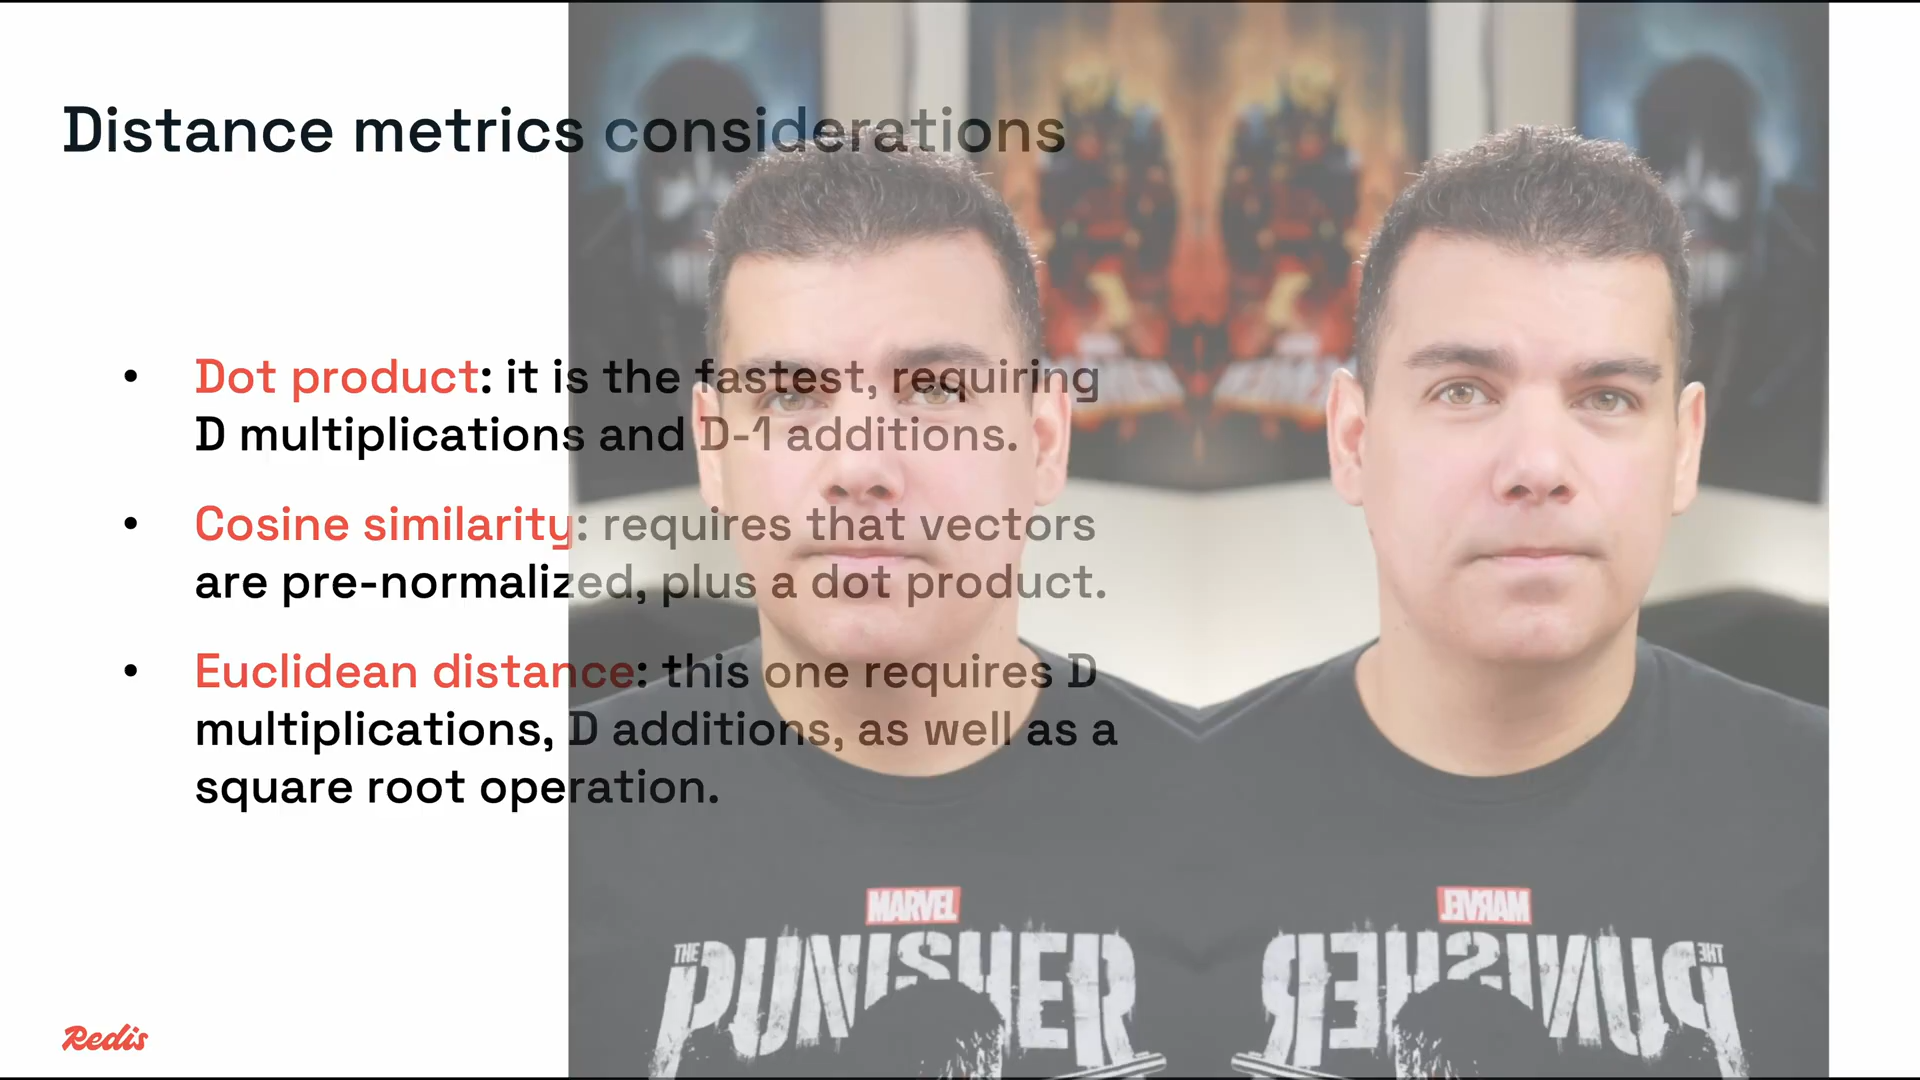 Distance metrics considerations
• Dot product: it is the fastest, requiring
D multiplications and D-1 additions.
• Cosine similarity: requires that vectors
are pre-normalized, plus a dot product.
• Euclidean distance: this one requires D
multiplications, D additions, as well as a
square root operation.
MARVEL
THE PUNISHER
MARVEL
THE PUNISHER
Redis